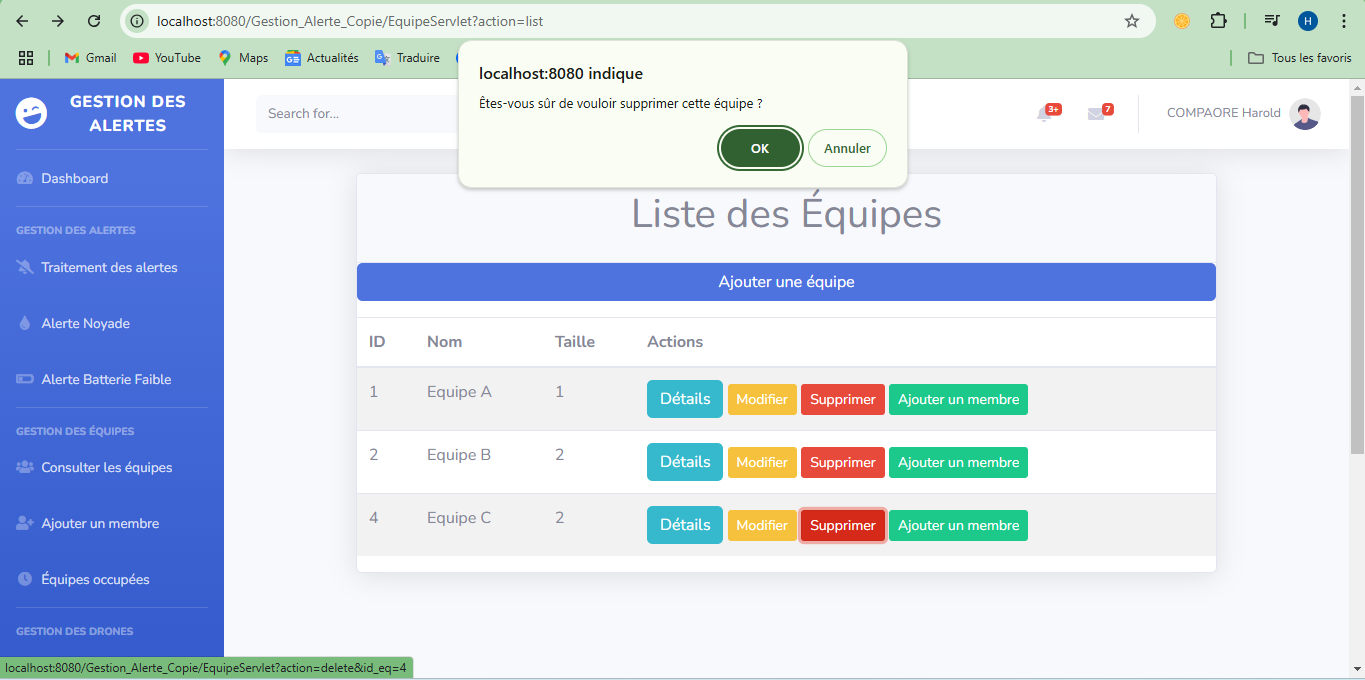 localhost:8080/Gestion_Alerte_Copie/EquipeServlet?action=list
H
Gmail
YouTube
Maps
Actualités
Traduire
Tous les favoris
localhost:8080 indique
Êtes-vous sûr de vouloir supprimer cette équipe ?
OK
Annuler
GESTION DES
ALERTES
Dashboard
GESTION DES ALERTES
Traitement des alertes
Alerte Noyade
Alerte Batterie Faible
GESTION DES ÉQUIPES
Consulter les équipes
Ajouter un membre
Équipes occupées
GESTION DES DRONES
Search for...
3+
7
COMPAORE Harold
Liste des Équipes
Ajouter une équipe
ID Nom Taille Actions
1 Equipe A 1 Détails Modifier Supprimer Ajouter un membre
2 Equipe B 2 Détails Modifier Supprimer Ajouter un membre
4 Equipe C 2 Détails Modifier Supprimer Ajouter un membre
localhost:8080/Gestion_Alerte_Copie/EquipeServlet?action=delete&id_eq=4